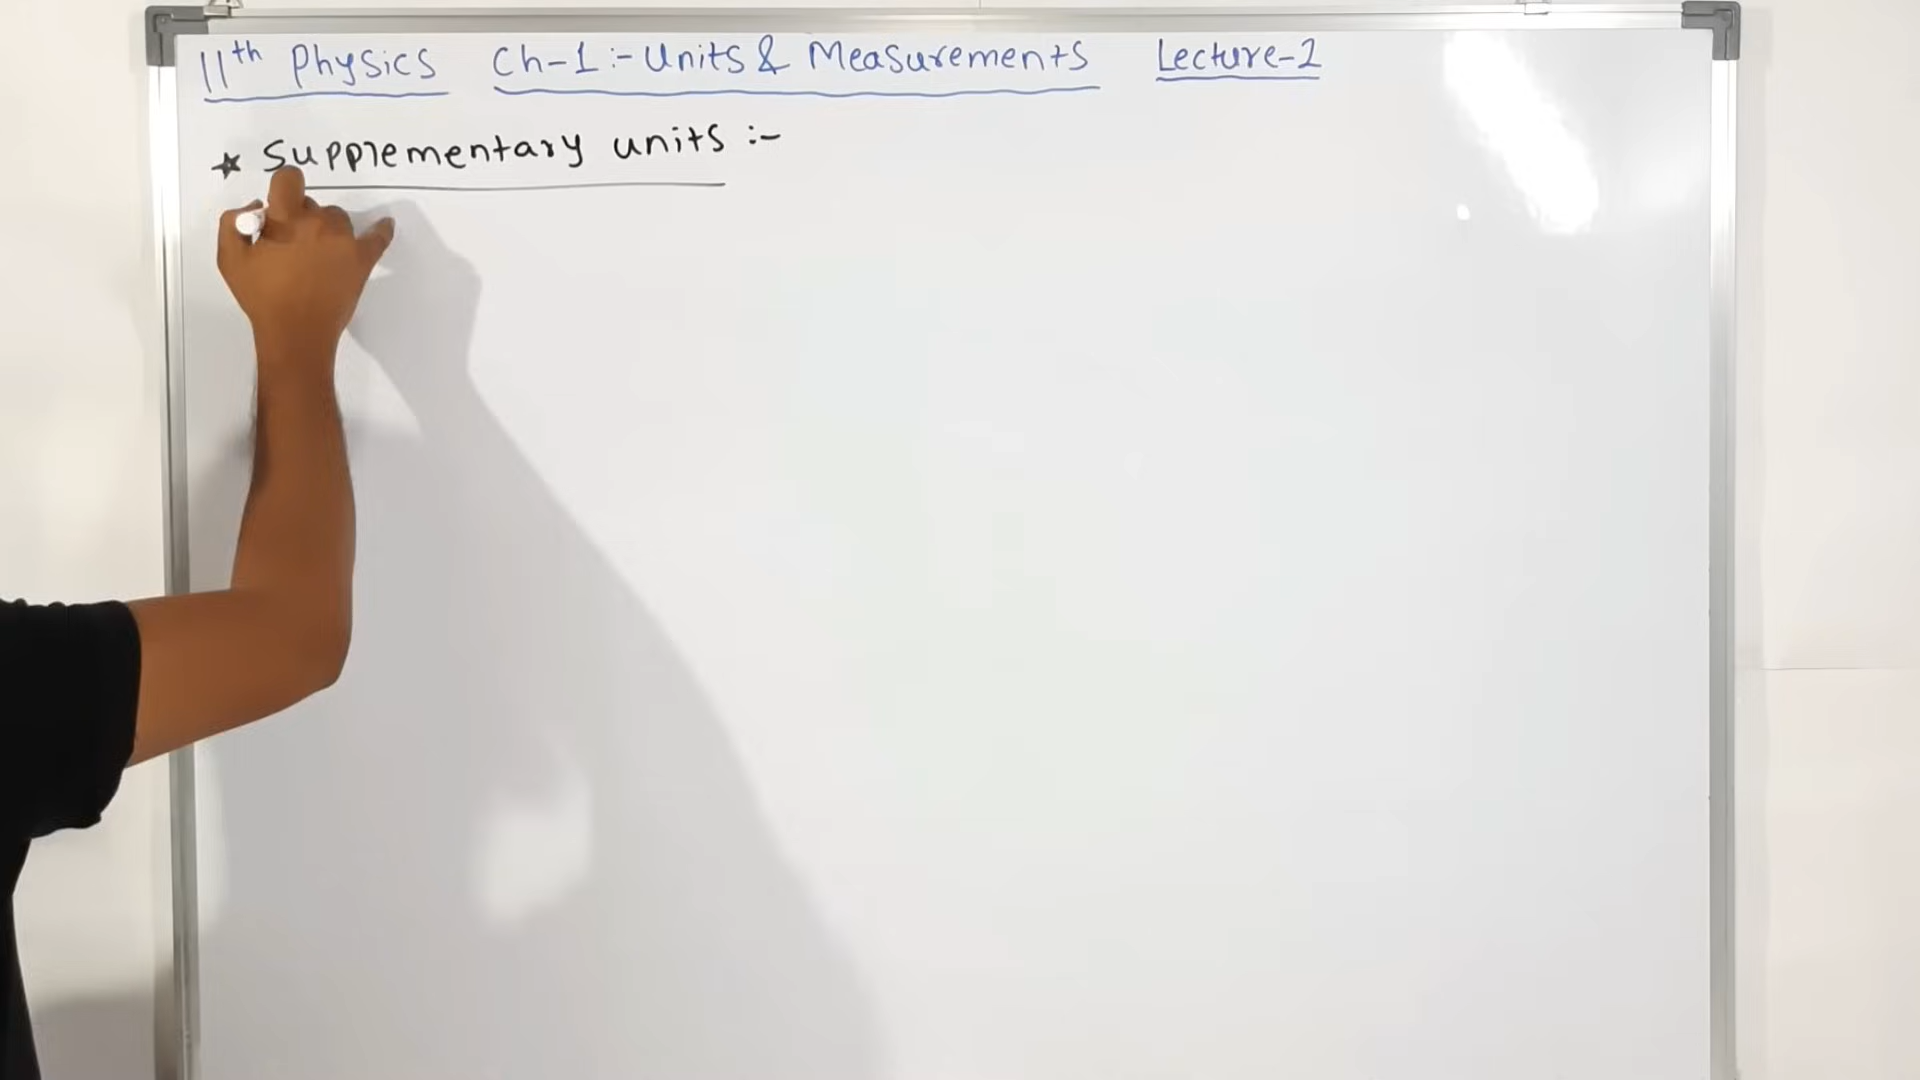 11th Physics Ch-1:- Units & Measurements Lecture-2
★ Supplementary units :-